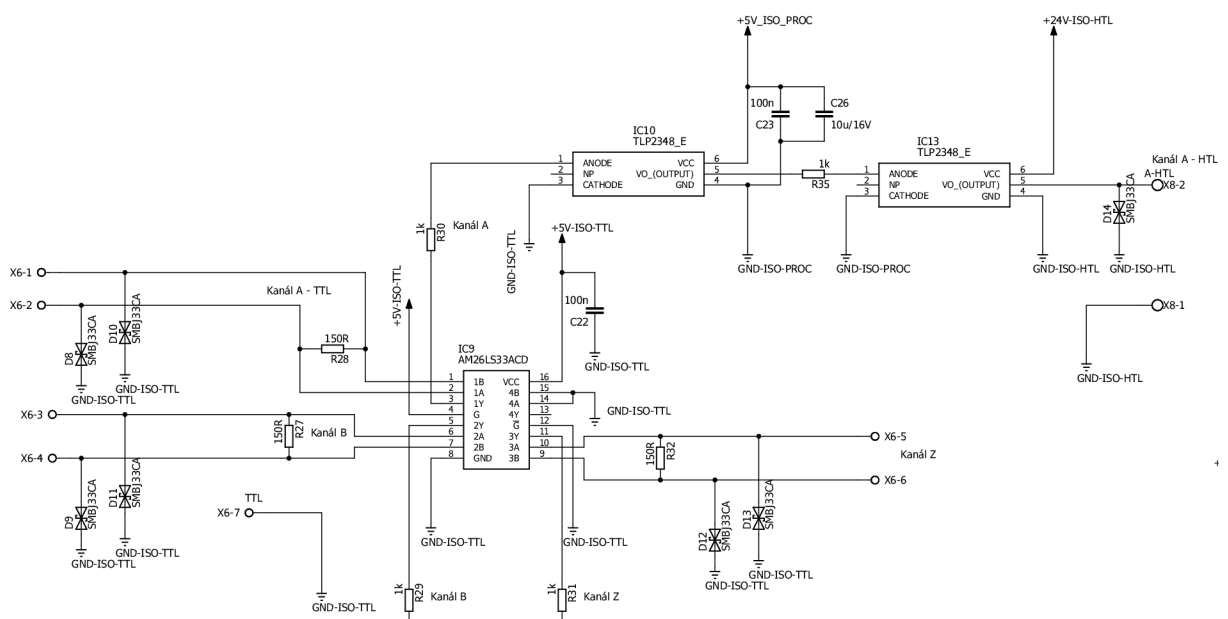 +5V_ISO_PROC
+24V-ISO-HTL
100n
C23
C26
10u/16V
IC10
TLP2348_E
1 ANODE VCC 6
2 NP VO_(OUTPUT) 5
3 CATHODE GND 4
1k
R35
IC13
TLP2348_E
1 ANODE VCC 6
2 NP VO_(OUTPUT) 5
3 CATHODE GND 4
Kanál A - HTL
A-HTL
X8-2
D14
SMBJ33CA
1k
R30
Kanál A
GND-ISO-TTL
+5V-ISO-TTL
GND-ISO-PROC
GND-ISO-PROC
GND-ISO-HTL
GND-ISO-HTL
X6-1
X6-2
Kanál A - TTL
+5V-ISO-TTL
100n
C22
GND-ISO-TTL
X8-1
GND-ISO-HTL
D8
SMBJ33CA
D10
SMBJ33CA
150R
R28
GND-ISO-TTL
GND-ISO-TTL
IC9
AM26LS33ACD
1 1B VCC 16
2 1A 4B 15
3 1Y 4A 14
4 G 4Y 13
5 2Y G 12
6 2A 3Y 11
7 2B 3A 10
8 GND 3B 9
GND-ISO-TTL
X6-3
X6-4
150R
R27
Kanál B
D9
SMBJ33CA
D11
SMBJ33CA
GND-ISO-TTL
GND-ISO-TTL
TTL
X6-7
GND-ISO-TTL
GND-ISO-TTL
GND-ISO-TTL
150R
R32
X6-5
Kanál Z
X6-6
D12
SMBJ33CA
D13
SMBJ33CA
GND-ISO-TTL
GND-ISO-TTL
1k
R29
Kanál B
1k
R31
Kanál Z
+